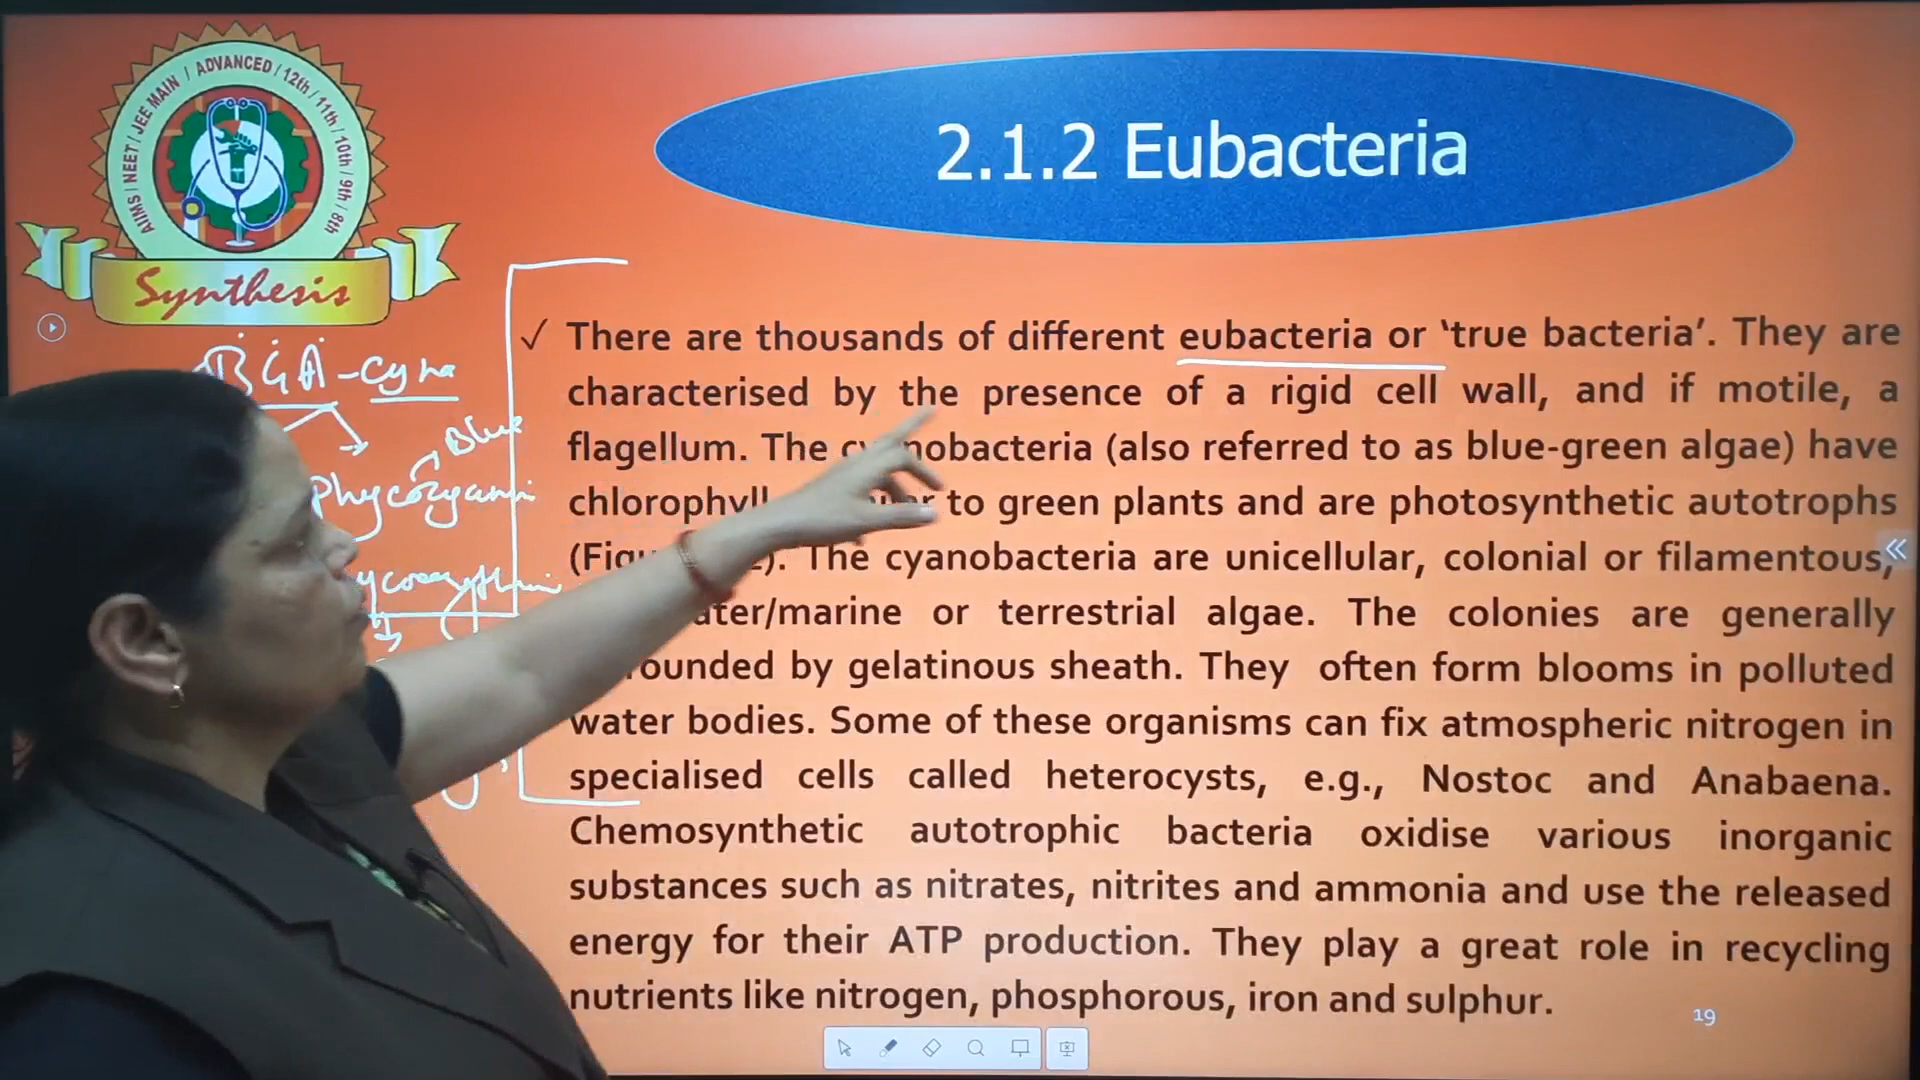 AIIMS / NEET / JEE MAIN / ADVANCED / 12th / 11th / 10th / 9th / 8th
Synthesis
2.1.2 Eubacteria
BGA - Cyno
Blue
Phycocyanin
✓ There are thousands of different eubacteria or ‘true bacteria’. They are
characterised by the presence of a rigid cell wall, and if motile, a
flagellum. The cyanobacteria (also referred to as blue-green algae) have
chlorophyll to green plants and are photosynthetic autotrophs
The cyanobacteria are unicellular, colonial or filamentous,
ater/marine or terrestrial algae. The colonies are generally
rounded by gelatinous sheath. They often form blooms in polluted
water bodies. Some of these organisms can fix atmospheric nitrogen in
specialised cells called heterocysts, e.g., Nostoc and Anabaena.
Chemosynthetic autotrophic bacteria oxidise various inorganic
substances such as nitrates, nitrites and ammonia and use the released
energy for their ATP production. They play a great role in recycling
nutrients like nitrogen, phosphorous, iron and sulphur.
19